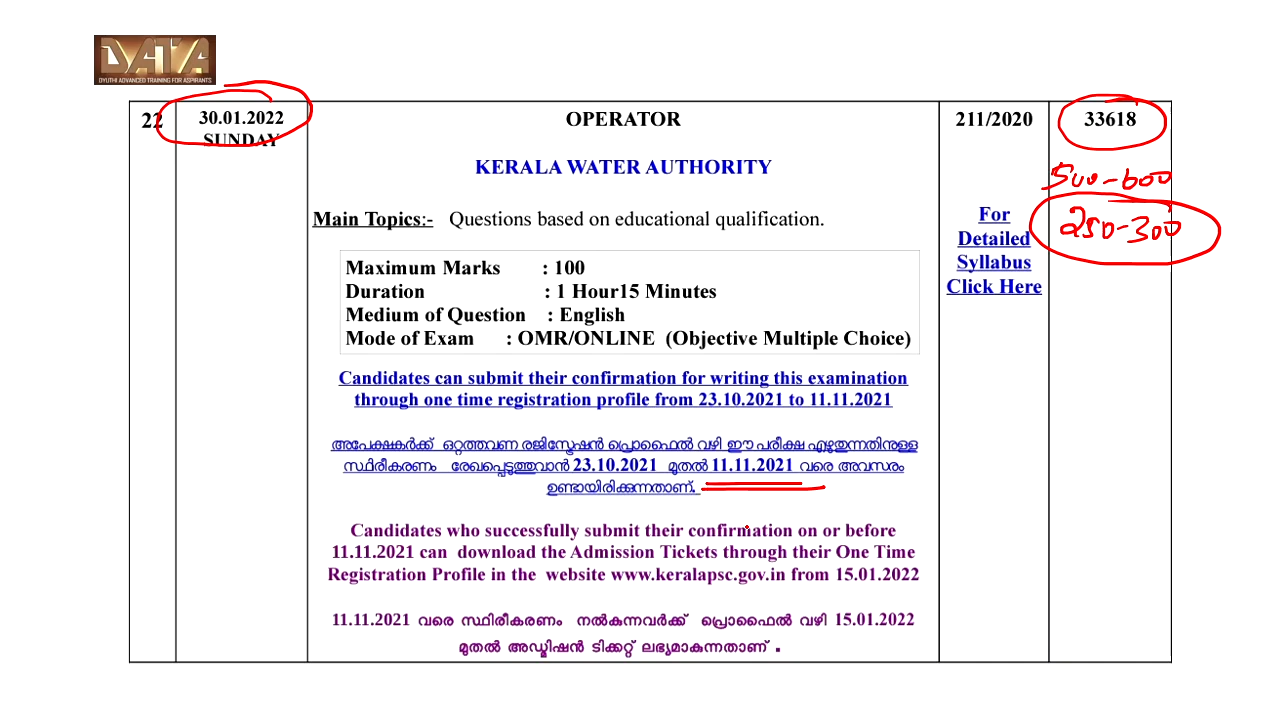 DATA
DYUTHI ADVANCED TRAINING FOR ASPIRANTS
22
30.01.2022
SUNDAY
OPERATOR
KERALA WATER AUTHORITY
Main Topics:- Questions based on educational qualification.
Maximum Marks : 100
Duration : 1 Hour15 Minutes
Medium of Question : English
Mode of Exam : OMR/ONLINE (Objective Multiple Choice)
Candidates can submit their confirmation for writing this examination
through one time registration profile from 23.10.2021 to 11.11.2021
അപേക്ഷകർക്ക് ഒറ്റത്തവണ രജിസ്ട്രേഷൻ പ്രൊഫൈൽ വഴി ഈ പരീക്ഷ എഴുതുന്നതിനുള്ള
സ്ഥിരീകരണം രേഖപ്പെടുത്തുവാൻ 23.10.2021 മുതൽ 11.11.2021 വരെ അവസരം
ഉണ്ടായിരിക്കുന്നതാണ്.
Candidates who successfully submit their confirmation on or before
11.11.2021 can download the Admission Tickets through their One Time
Registration Profile in the website www.keralapsc.gov.in from 15.01.2022
11.11.2021 വരെ സ്ഥിരീകരണം നൽകുന്നവർക്ക് പ്രൊഫൈൽ വഴി 15.01.2022
മുതൽ അഡ്മിഷൻ ടിക്കറ്റ് ലഭ്യമാകുന്നതാണ് .
211/2020
For
Detailed
Syllabus
Click Here
33618
500-600
250-300